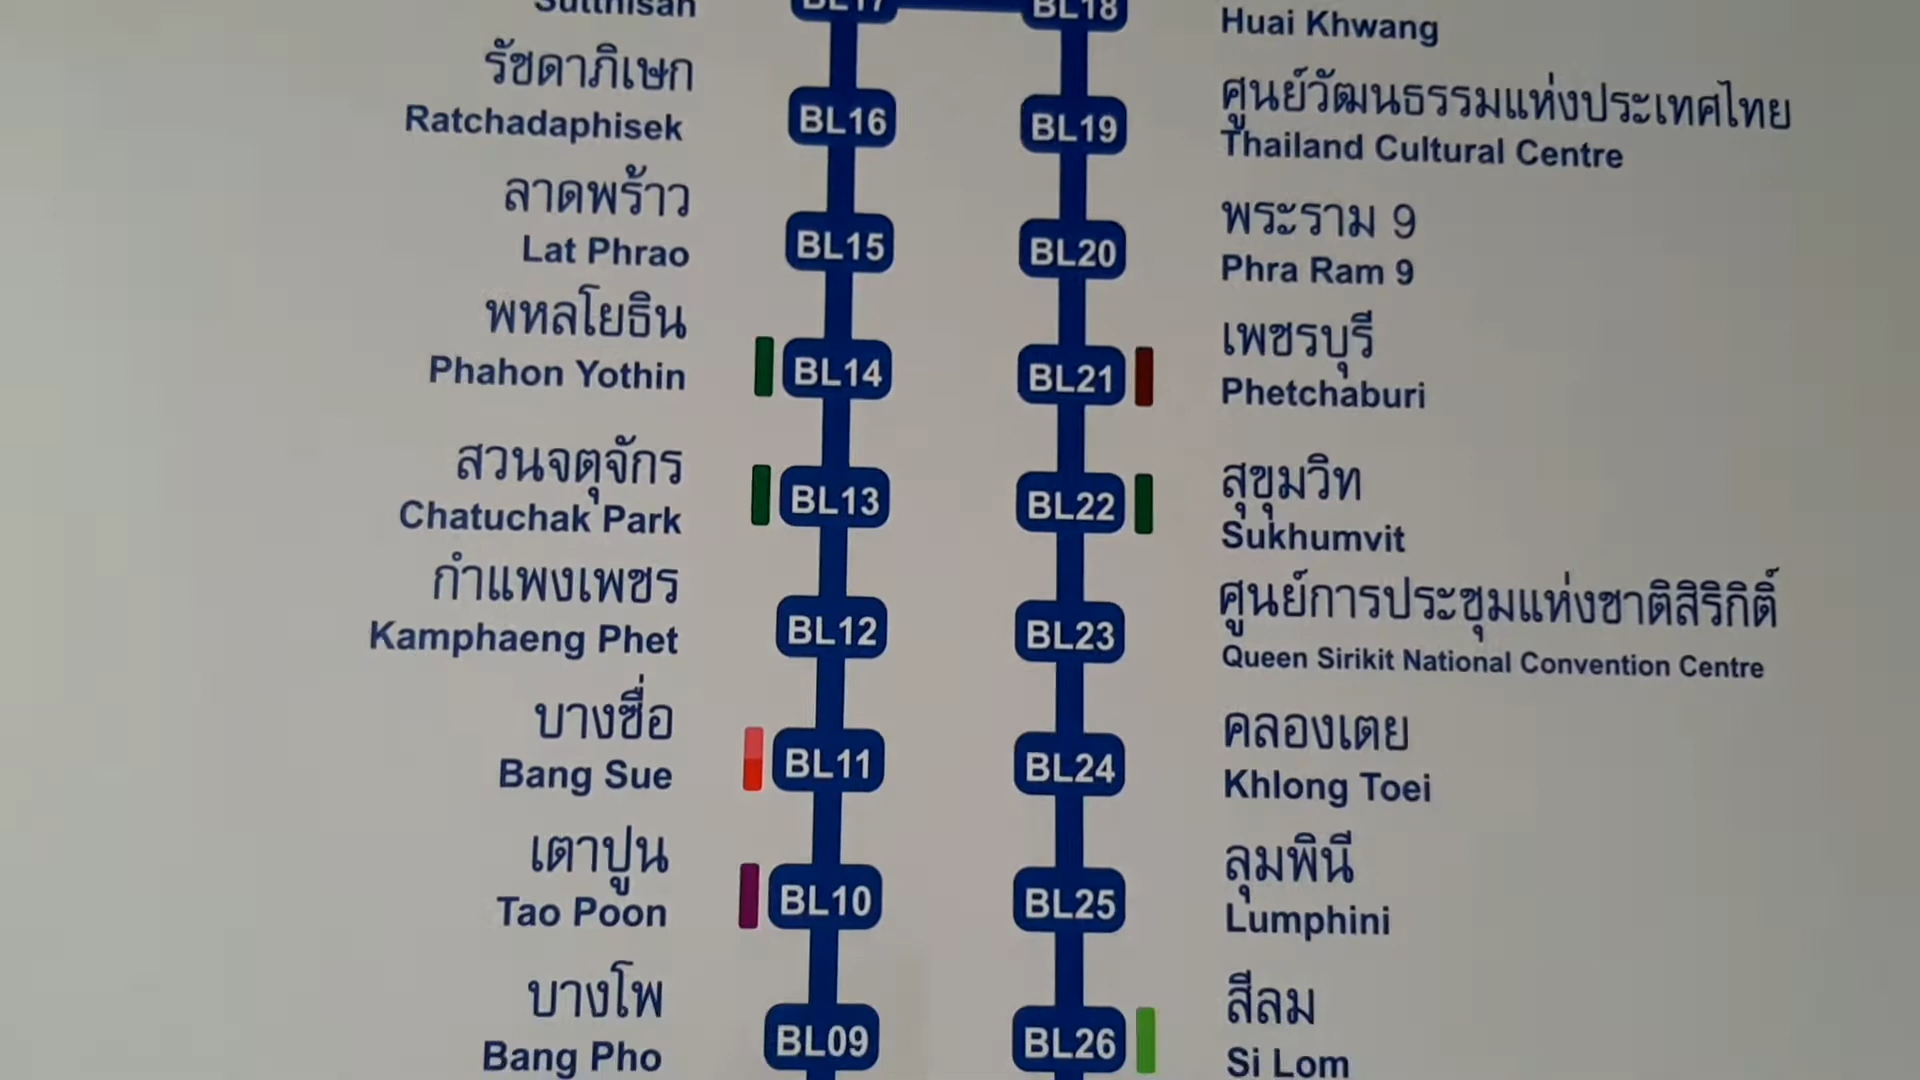 Sutthisan
BL17
รัชดาภิเษก
Ratchadaphisek
BL16
ลาดพร้าว
Lat Phrao
BL15
พหลโยธิน
Phahon Yothin
BL14
สวนจตุจักร
Chatuchak Park
BL13
กำแพงเพชร
Kamphaeng Phet
BL12
บางซื่อ
Bang Sue
BL11
เตาปูน
Tao Poon
BL10
บางโพ
Bang Pho
BL09
BL18
Huai Khwang
BL19
ศูนย์วัฒนธรรมแห่งประเทศไทย
Thailand Cultural Centre
BL20
พระราม 9
Phra Ram 9
BL21
เพชรบุรี
Phetchaburi
BL22
สุขุมวิท
Sukhumvit
BL23
ศูนย์การประชุมแห่งชาติสิริกิติ์
Queen Sirikit National Convention Centre
BL24
คลองเตย
Khlong Toei
BL25
ลุมพินี
Lumphini
BL26
สีลม
Si Lom